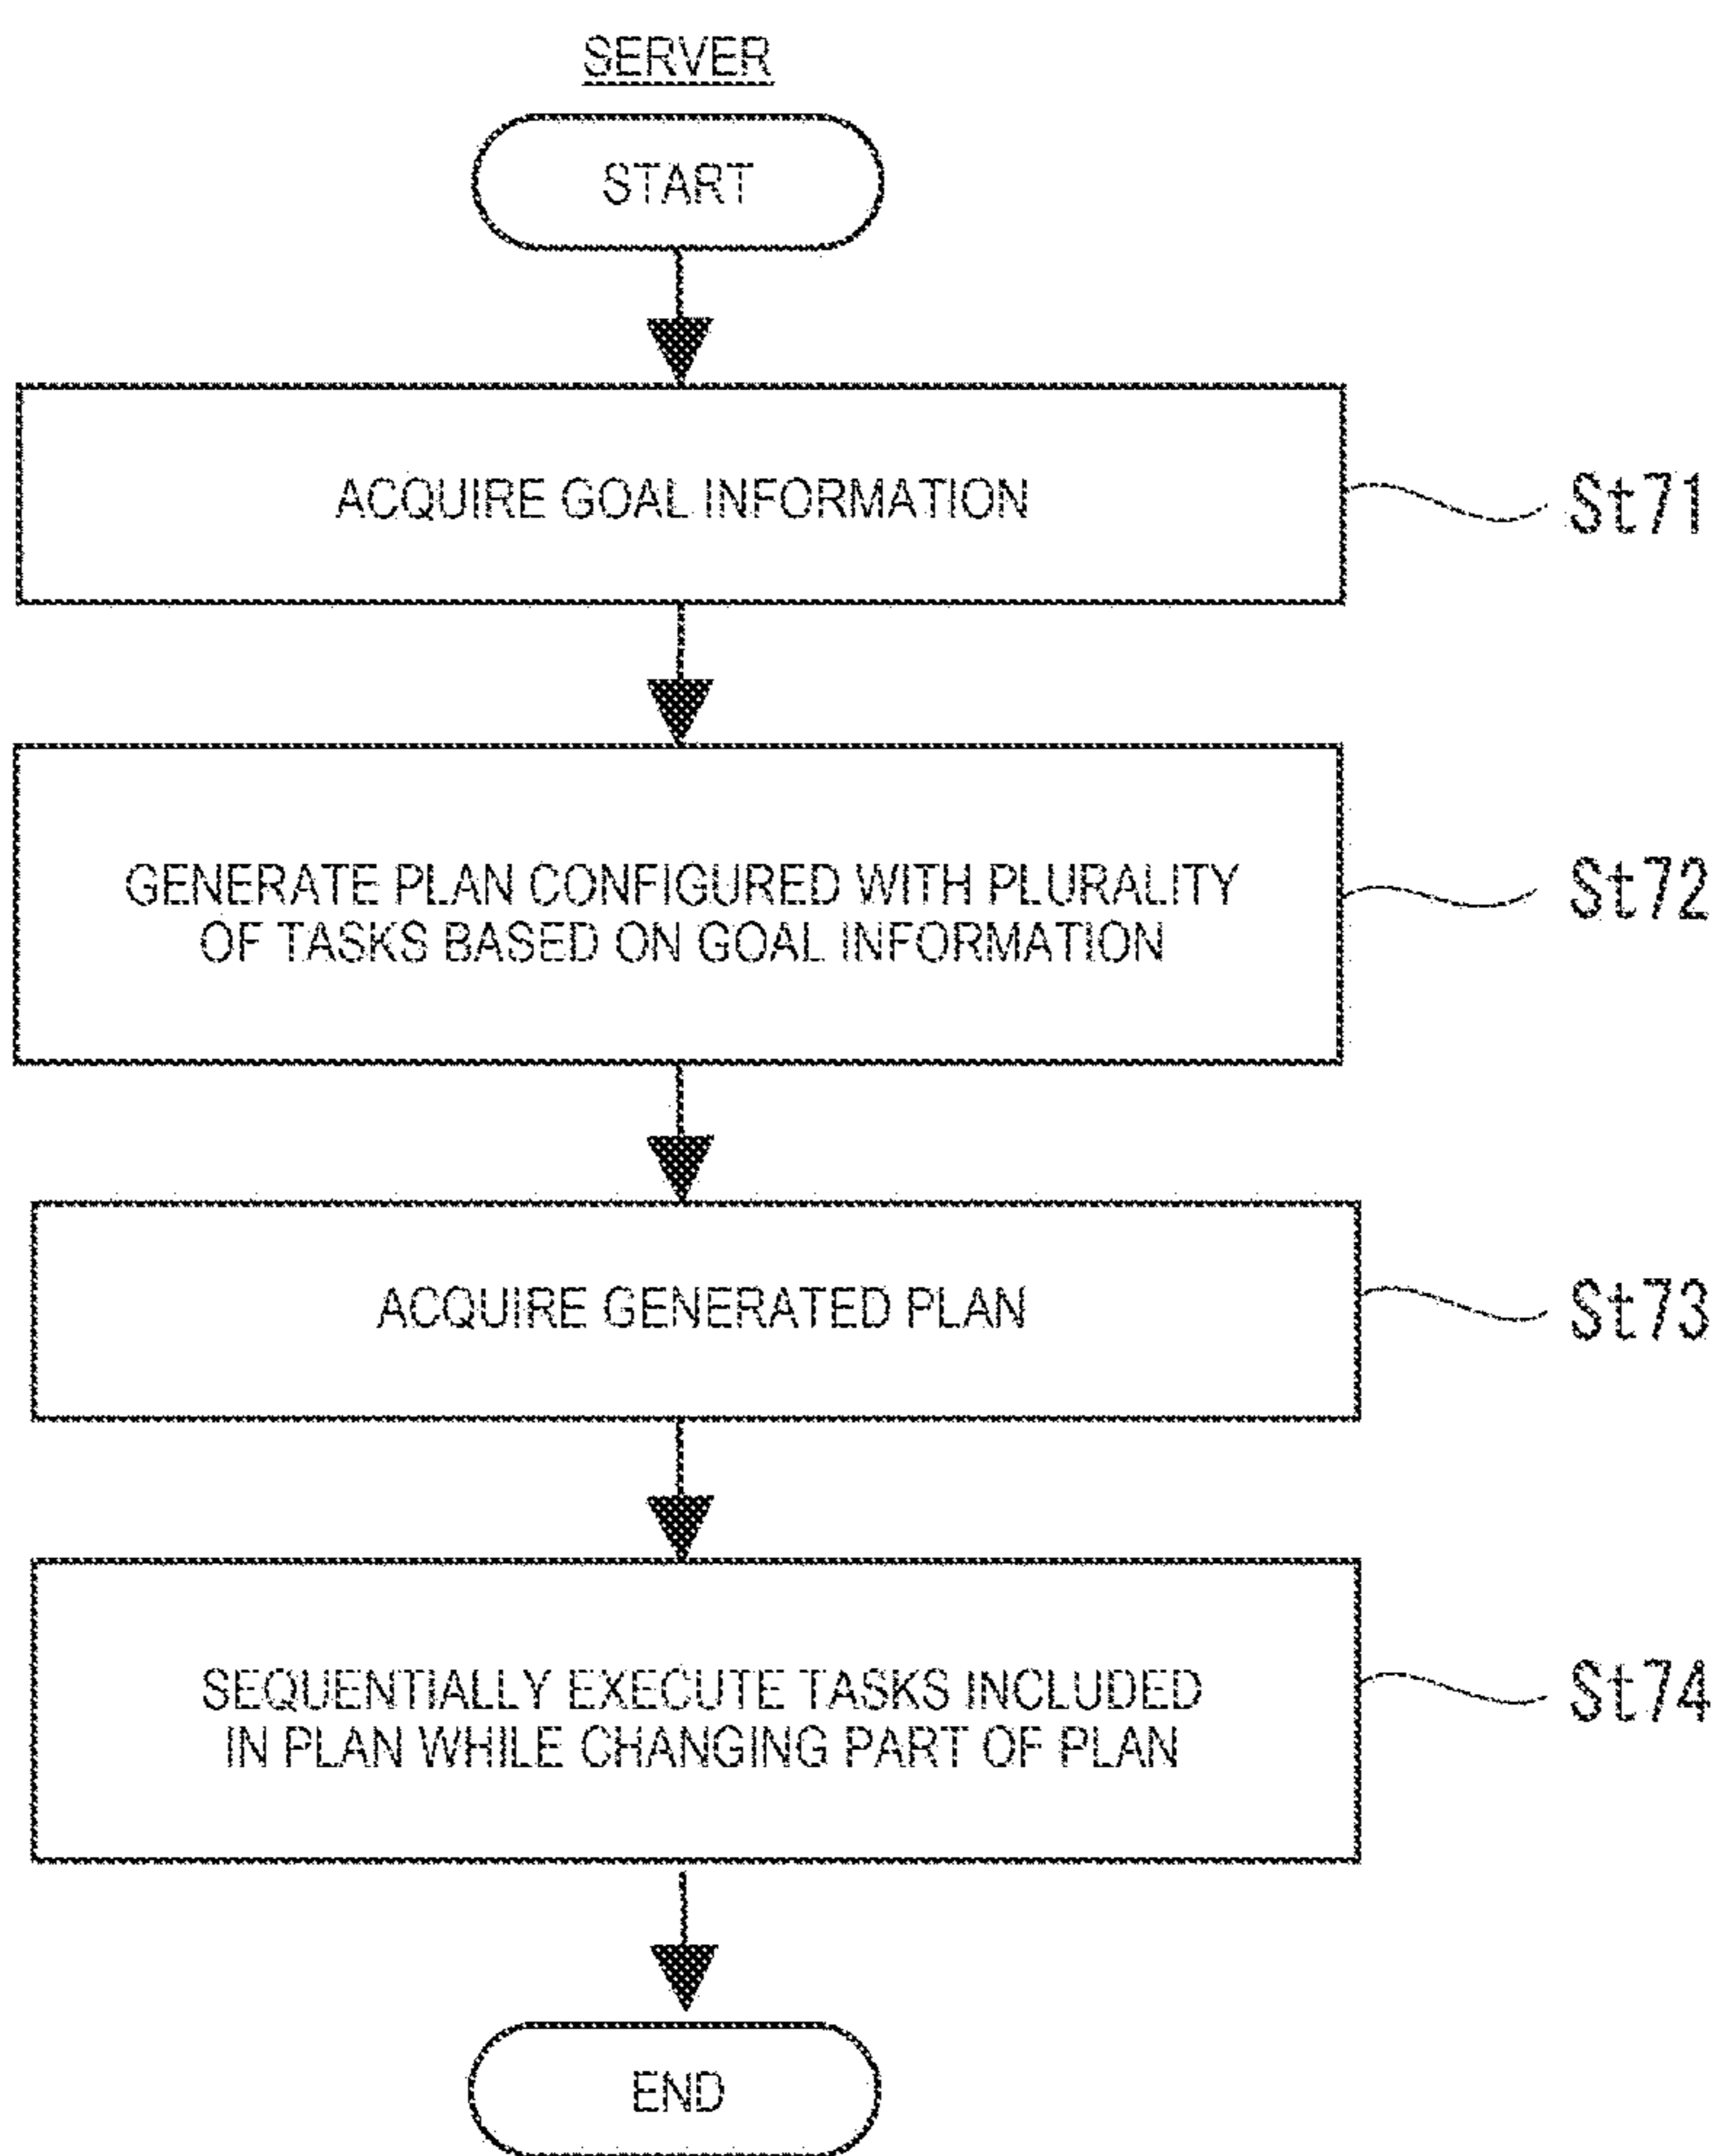 SERVER
START
ACQUIRE GOAL INFORMATION
St71
GENERATE PLAN CONFIGURED WITH PLURALITY
OF TASKS BASED ON GOAL INFORMATION
St72
ACQUIRE GENERATED PLAN
St73
SEQUENTIALLY EXECUTE TASKS INCLUDED
IN PLAN WHILE CHANGING PART OF PLAN
St74
END